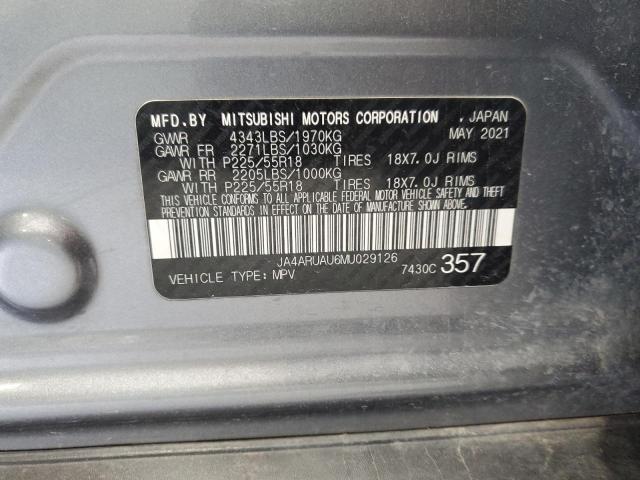 MFD.BY MITSUBISHI MOTORS CORPORATION , JAPAN
GVWR 4343LBS/1970KG MAY 2021
GAWR FR 2271LBS/1030KG
WITH P225/55R18 TIRES 18X7.0J RIMS
GAWR RR 2205LBS/1000KG
WITH P225/55R18 TIRES 18X7.0J RIMS
THIS VEHICLE CONFORMS TO ALL APPLICABLE FEDERAL MOTOR VEHICLE SAFETY AND THEFT
PREVENTION STANDARDS IN EFFECT ON THE DATE OF MANUFACTURE SHOWN ABOVE.
JA4ARUAU6MU029126
VEHICLE TYPE: MPV 7430C 357